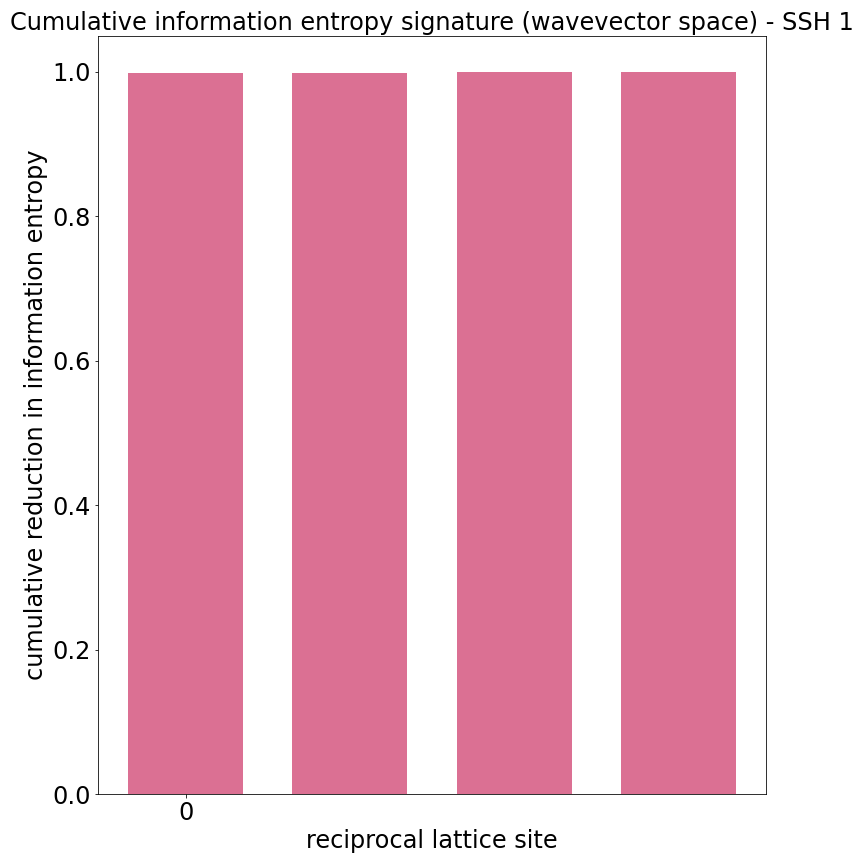 Cumulative information entropy signature (wavevector space) - SSH 1
cumulative reduction in information entropy
1.0
0.8
0.6
0.4
0.2
0.0
0
reciprocal lattice site